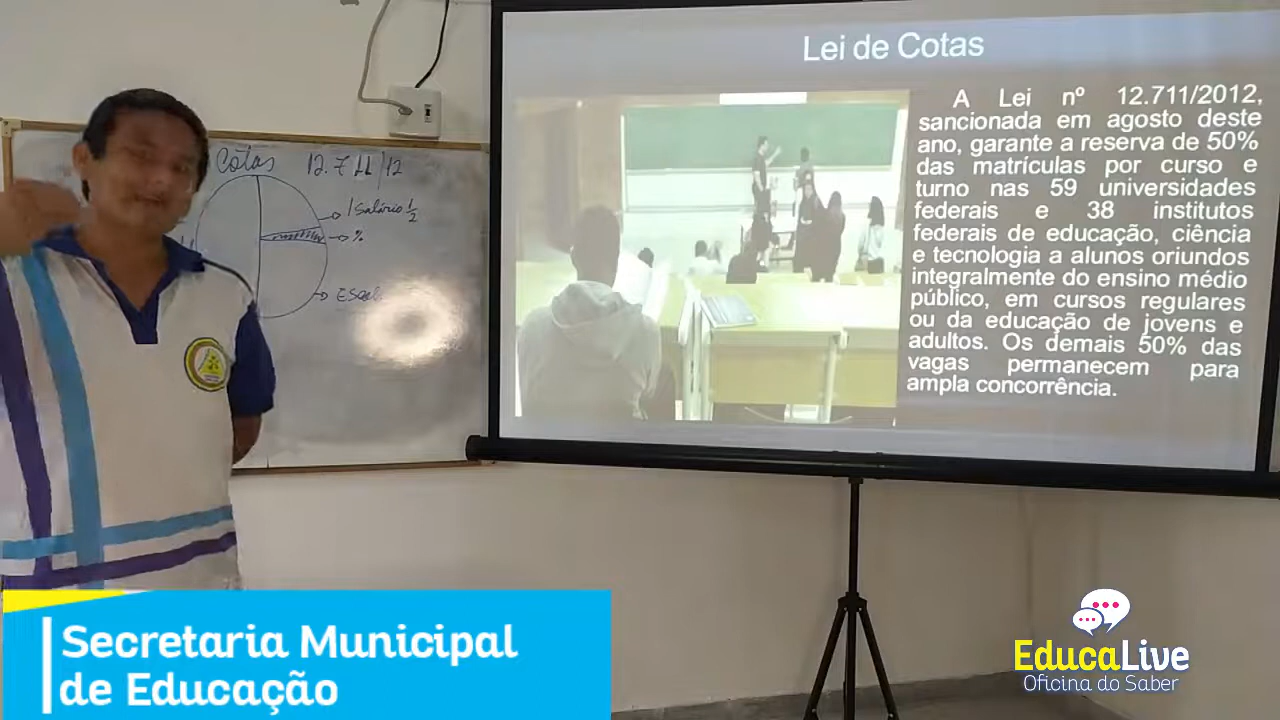 Lei de Cotas
A Lei nº 12.711/2012,
sancionada em agosto deste
ano, garante a reserva de 50%
das matrículas por curso e
turno nas 59 universidades
federais e 38 institutos
federais de educação, ciência
e tecnologia a alunos oriundos
integralmente do ensino médio
público, em cursos regulares
ou da educação de jovens e
adultos. Os demais 50% das
vagas permanecem para
ampla concorrência.
Cotas 12.711/12
1 Salário 1/2
%
Secretaria Municipal
de Educação
EducaLive
Oficina do Saber